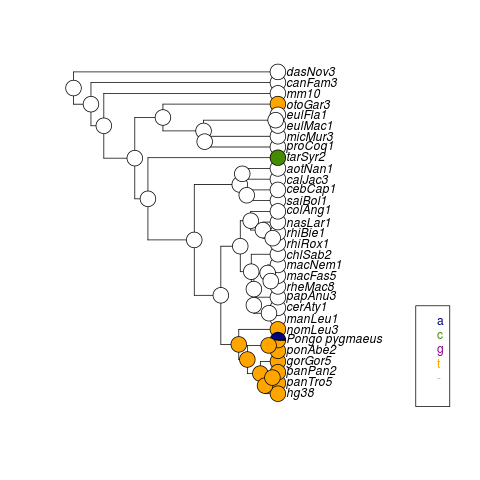 dasNov3
canFam3
mm10
otoGar3
eulFla1
eulMac1
micMur3
proCoq1
tarSyr2
aotNan1
calJac3
cebCap1
saiBol1
colAng1
nasLar1
rhiBie1
rhiRox1
chlSab2
macNem1
macFas5
rheMac8
papAnu3
cerAty1
manLeu1
nomLeu3
Pongo pygmaeus
ponAbe2
gorGor5
panPan2
panTro5
hg38
a
c
g
t
-